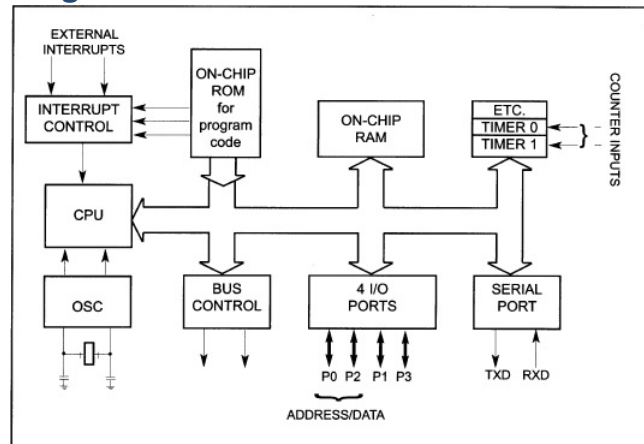 EXTERNAL
INTERRUPTS
INTERRUPT
CONTROL
ON-CHIP
ROM
for
program
code
ON-CHIP
RAM
ETC.
TIMER 0
TIMER 1
COUNTER INPUTS
CPU
OSC
BUS
CONTROL
4 I/O
PORTS
SERIAL
PORT
P0 P2 P1 P3
TXD RXD
ADDRESS/DATA